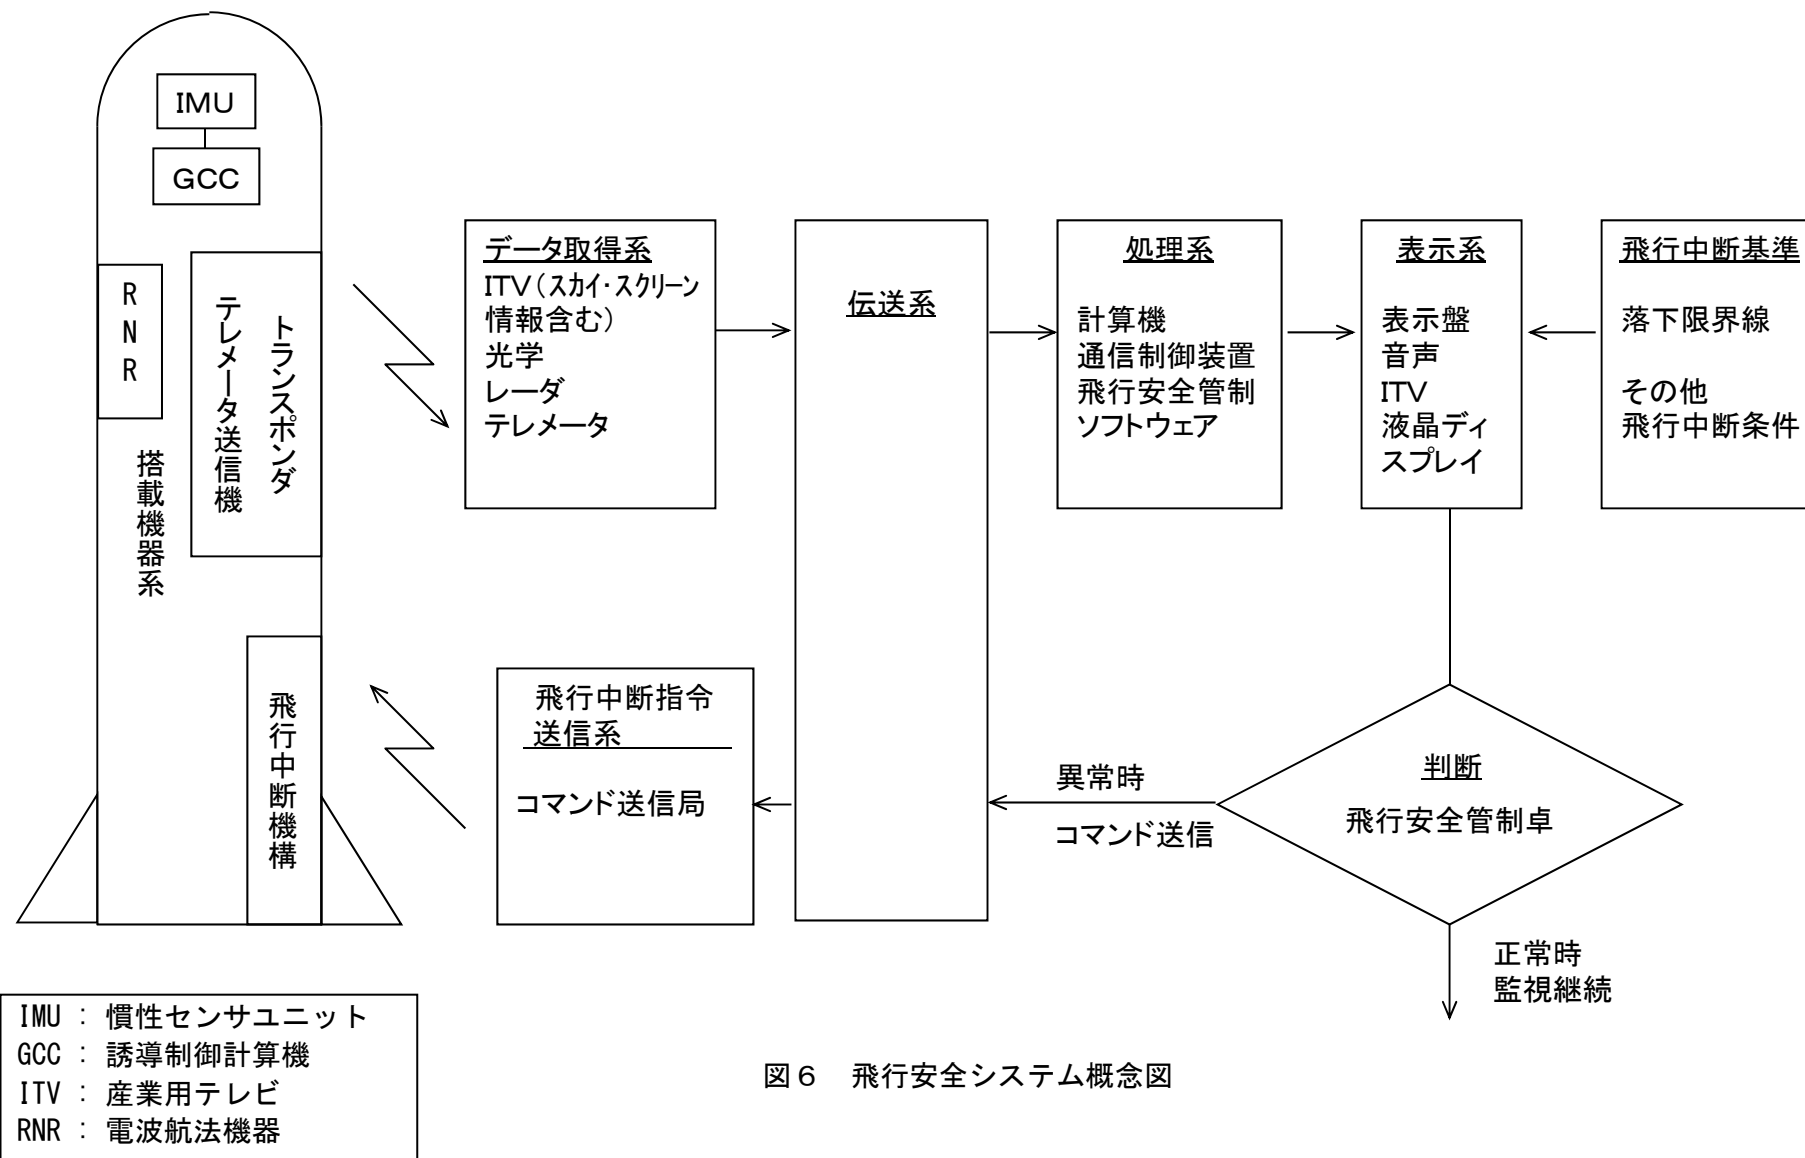 IMU
GCC
RNR
テレメータ送信機
トランスポンダ
搭載機器系
飛行中断機構
データ取得系
ITV(スカイ・スクリーン
情報含む)
光学
レーダ
テレメータ
伝送系
処理系
計算機
通信制御装置
飛行安全管制
ソフトウェア
表示系
表示盤
音声
ITV
液晶ディ
スプレイ
飛行中断基準
落下限界線
その他
飛行中断条件
飛行中断指令
送信系
コマンド送信局
異常時
コマンド送信
判断
飛行安全管制卓
正常時
監視継続
IMU : 慣性センサユニット
GCC : 誘導制御計算機
ITV : 産業用テレビ
RNR : 電波航法機器
図6 飛行安全システム概念図